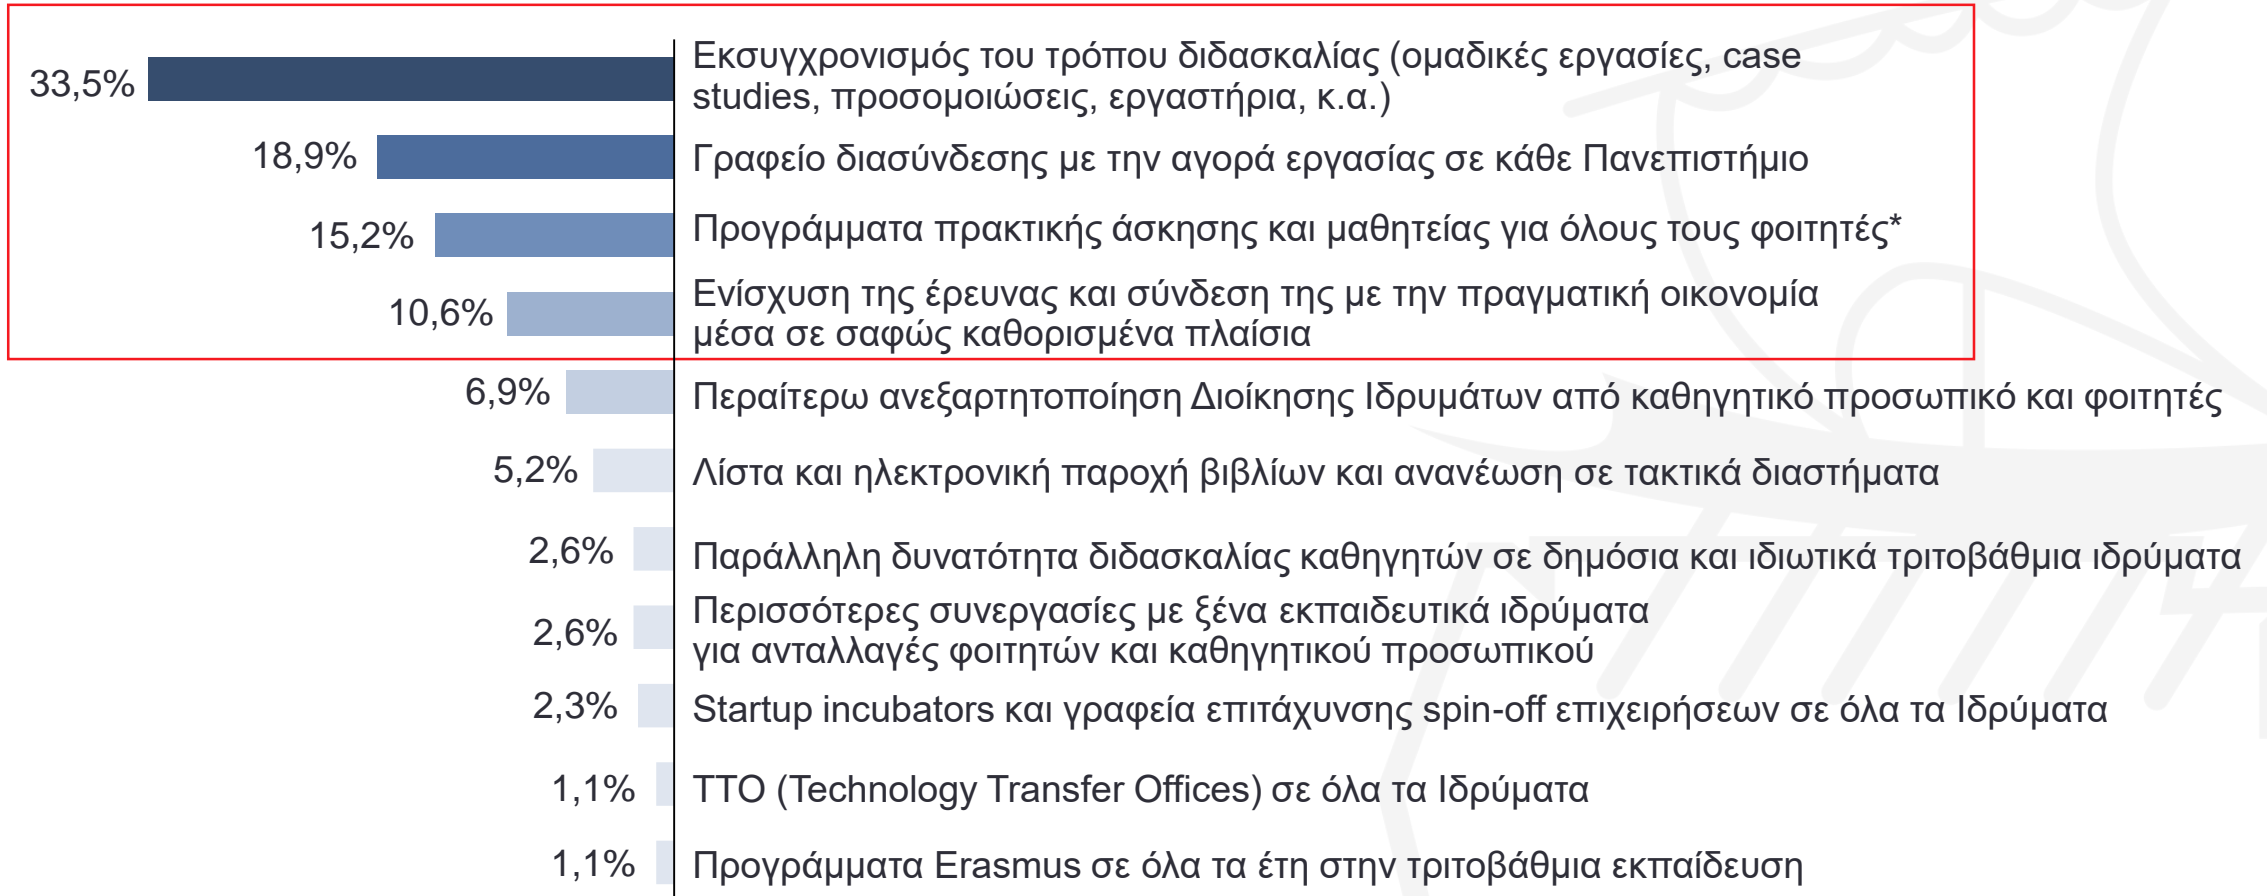 33,5% Εκσυγχρονισμός του τρόπου διδασκαλίας (ομαδικές εργασίες, case
studies, προσομοιώσεις, εργαστήρια, κ.α.)
18,9% Γραφείο διασύνδεσης με την αγορά εργασίας σε κάθε Πανεπιστήμιο
15,2% Προγράμματα πρακτικής άσκησης και μαθητείας για όλους τους φοιτητές*
10,6% Ενίσχυση της έρευνας και σύνδεση της με την πραγματική οικονομία
μέσα σε σαφώς καθορισμένα πλαίσια
6,9% Περαίτερω ανεξαρτητοποίηση Διοίκησης Ιδρυμάτων από καθηγητικό προσωπικό και φοιτητές
5,2% Λίστα και ηλεκτρονική παροχή βιβλίων και ανανέωση σε τακτικά διαστήματα
2,6% Παράλληλη δυνατότητα διδασκαλίας καθηγητών σε δημόσια και ιδιωτικά τριτοβάθμια ιδρύματα
2,6% Περισσότερες συνεργασίες με ξένα εκπαιδευτικά ιδρύματα
για ανταλλαγές φοιτητών και καθηγητικού προσωπικού
2,3% Startup incubators και γραφεία επιτάχυνσης spin-off επιχειρήσεων σε όλα τα Ιδρύματα
1,1% TTO (Technology Transfer Offices) σε όλα τα Ιδρύματα
1,1% Προγράμματα Erasmus σε όλα τα έτη στην τριτοβάθμια εκπαίδευση